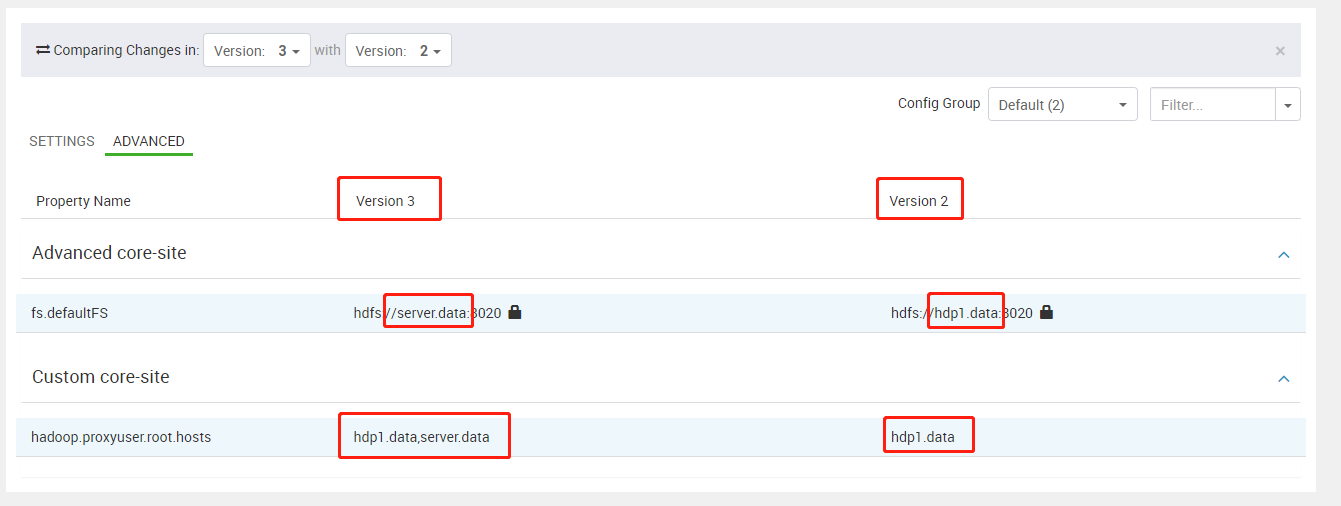 Comparing Changes in: Version: 3 with Version: 2 ×
Config Group Default (2) Filter...
SETTINGS ADVANCED
Property Name Version 3 Version 2
Advanced core-site
fs.defaultFS hdfs://server.data:8020 hdfs://hdp1.data:8020
Custom core-site
hadoop.proxyuser.root.hosts hdp1.data,server.data hdp1.data